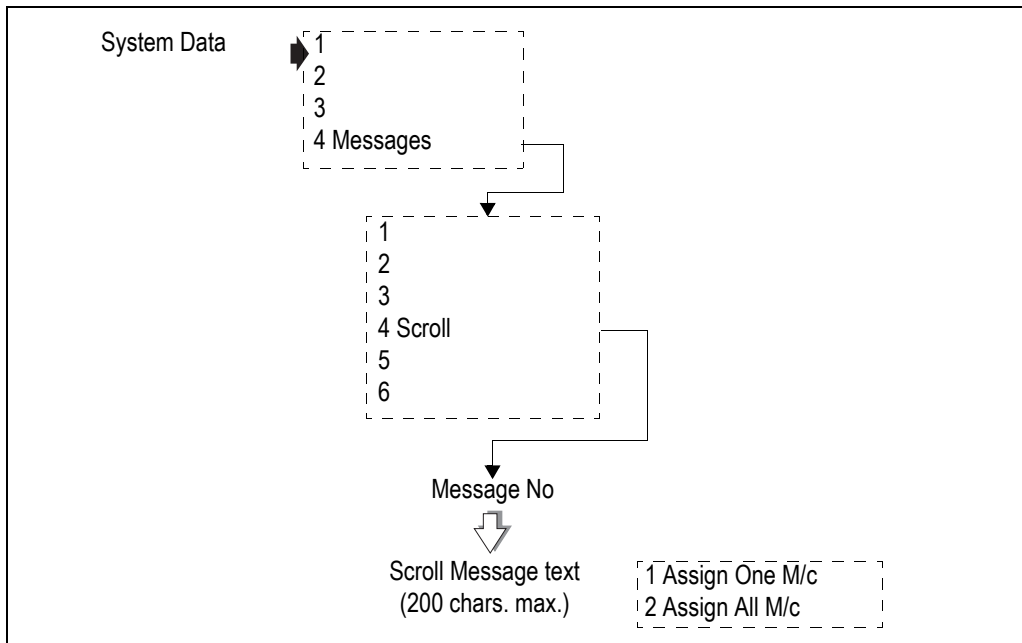 System Data
1
2
3
4 Messages
1
2
3
4 Scroll
5
6
Message No
Scroll Message text
(200 chars. max.)
1 Assign One M/c
2 Assign All M/c